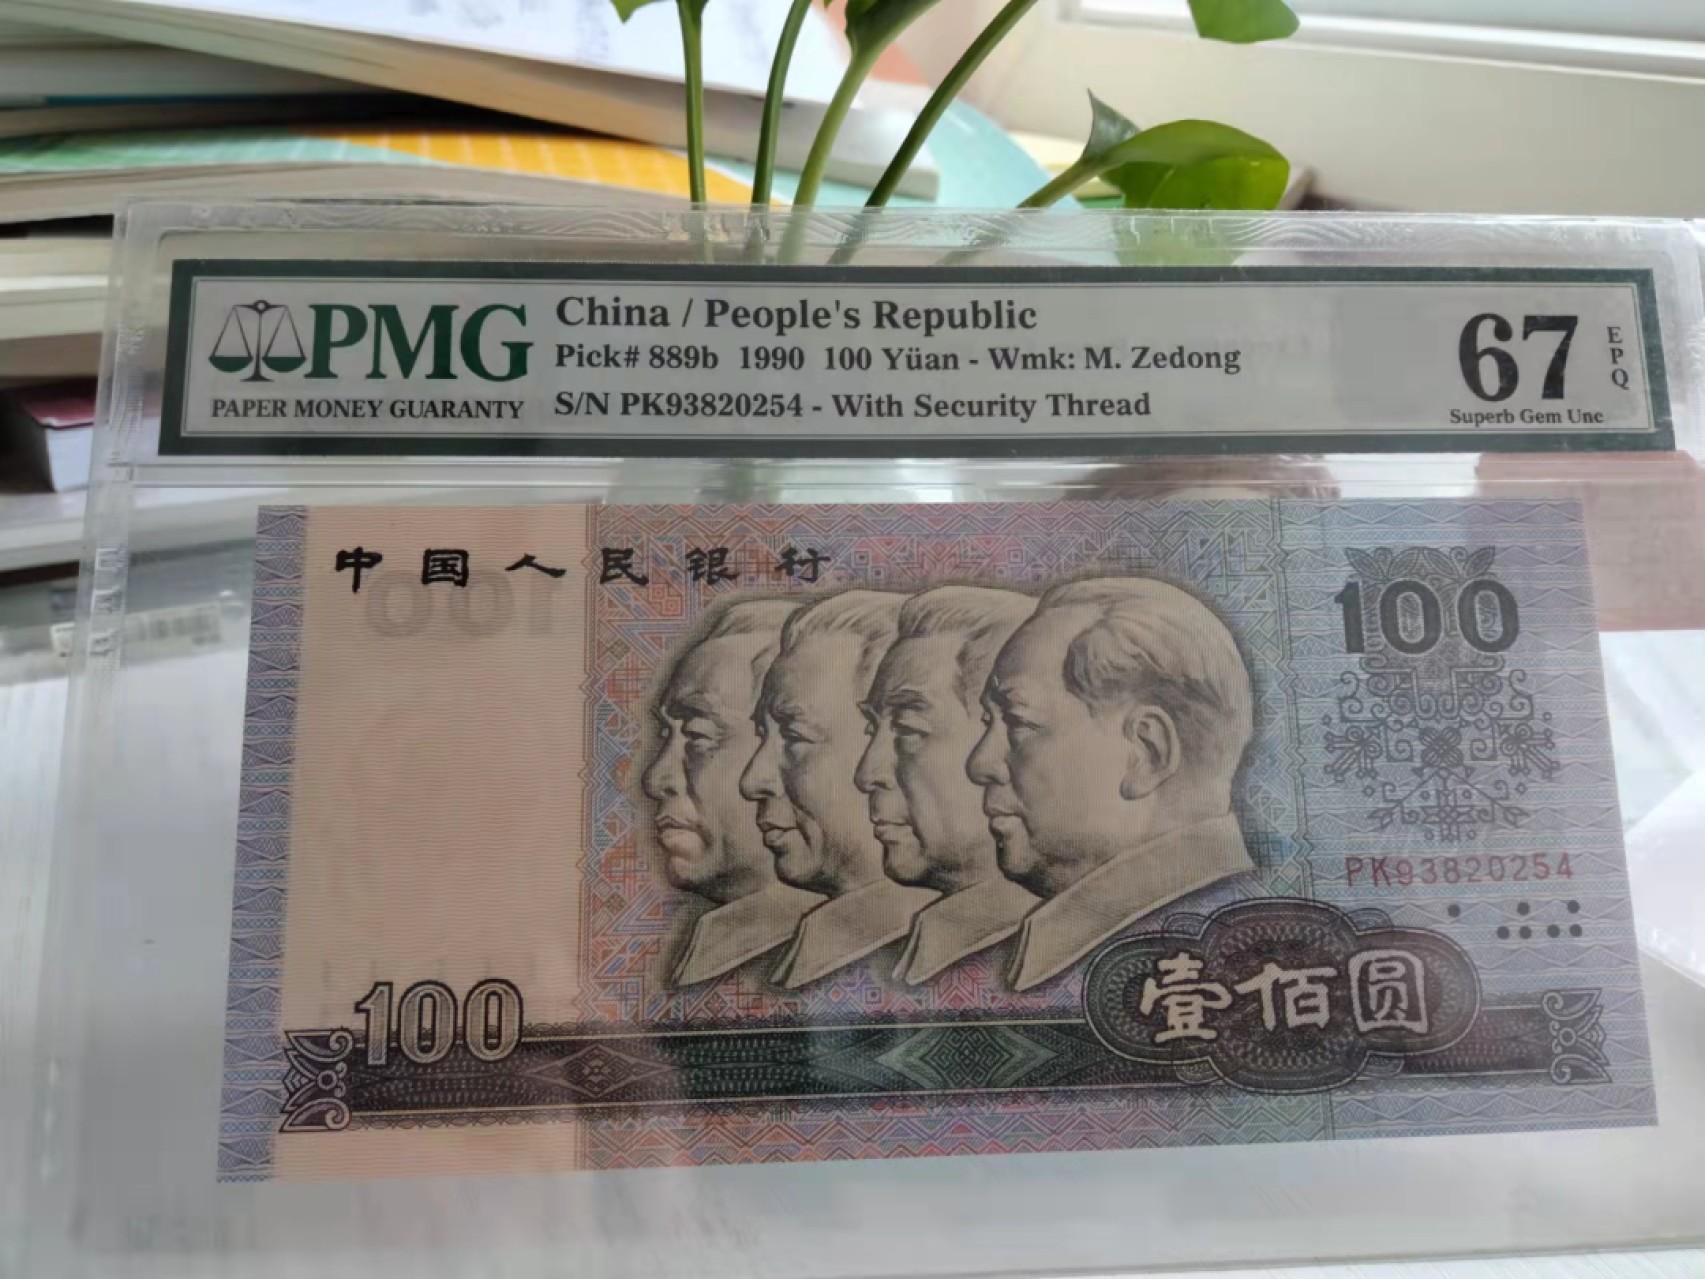 PMG
PAPER MONEY GUARANTY
China / People's Republic
Pick# 889b 1990 100 Yüan - Wmk: M. Zedong
S/N PK93820254 - With Security Thread
67
EPQ
Superb Gem Unc
中国人民银行
100
PK93820254
100
壹佰圆